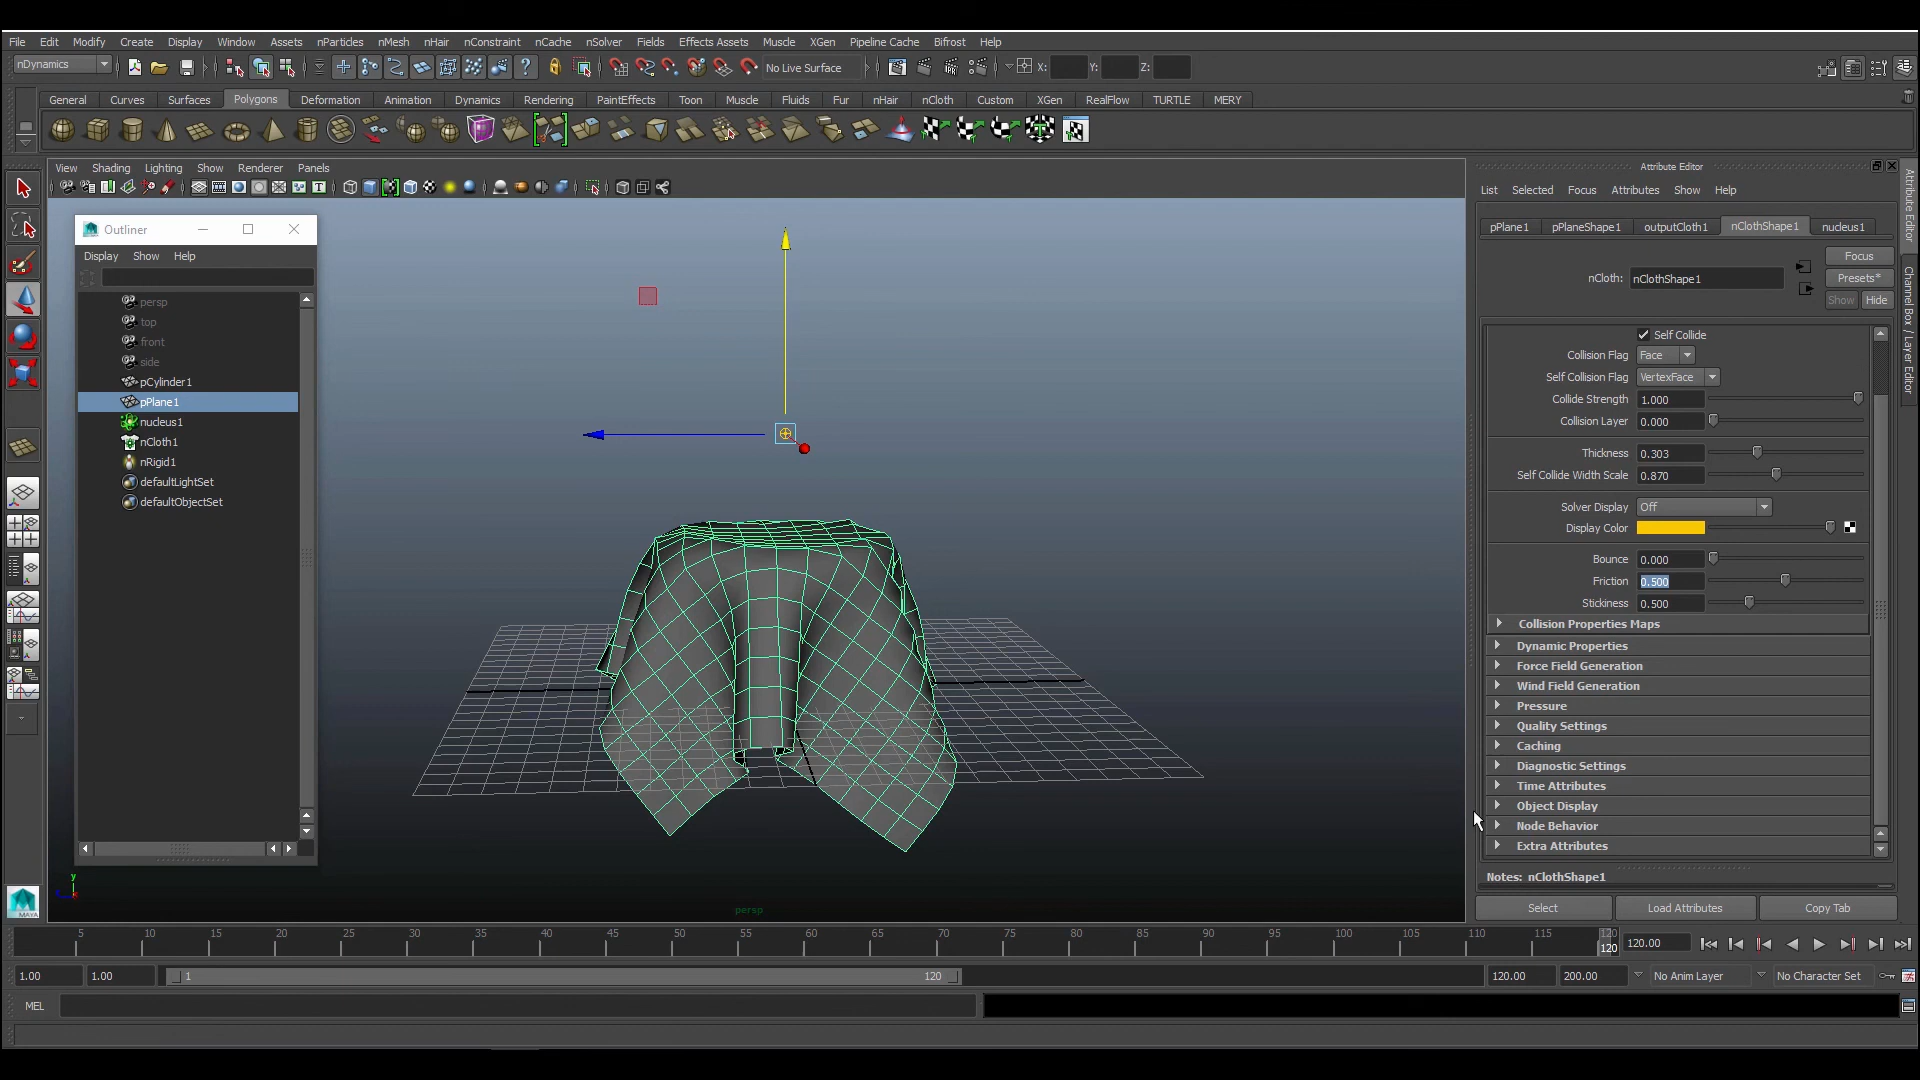 File Edit Modify Create Display Window Assets nParticles nMesh nHair nConstraint nCache nSolver Fields Effects Assets Muscle XGen Pipeline Cache Bifrost Help
nDynamics No Live Surface X: Y: Z:
General Curves Surfaces Polygons Deformation Animation Dynamics Rendering PaintEffects Toon Muscle Fluids Fur nHair nCloth Custom XGen RealFlow TURTLE MERY
View Shading Lighting Show Renderer Panels
Outliner
Display Show Help
persp
top
front
side
pCylinder1
pPlane1
nucleus1
nCloth1
nRigid1
defaultLightSet
defaultObjectSet
y
persp
MAYA
Attribute Editor
List Selected Focus Attributes Show Help
pPlane1 pPlaneShape1 outputCloth1 nClothShape1 nucleus1
Focus
nCloth: nClothShape1 Presets*
Show Hide
Self Collide
Collision Flag Face
Self Collision Flag VertexFace
Collide Strength 1.000
Collision Layer 0.000
Thickness 0.303
Self Collide Width Scale 0.870
Solver Display Off
Display Color
Bounce 0.000
Friction 0.500
Stickiness 0.500
Collision Properties Maps
Dynamic Properties
Force Field Generation
Wind Field Generation
Pressure
Quality Settings
Caching
Diagnostic Settings
Time Attributes
Object Display
Node Behavior
Extra Attributes
Notes: nClothShape1
Select Load Attributes Copy Tab
Attribute Editor
Channel Box / Layer Editor
5 10 15 20 25 30 35 40 45 50 55 60 65 70 75 80 85 90 95 100 105 110 115 120
120 120.00
1.00 1.00 1 120 120.00 200.00 No Anim Layer No Character Set
MEL